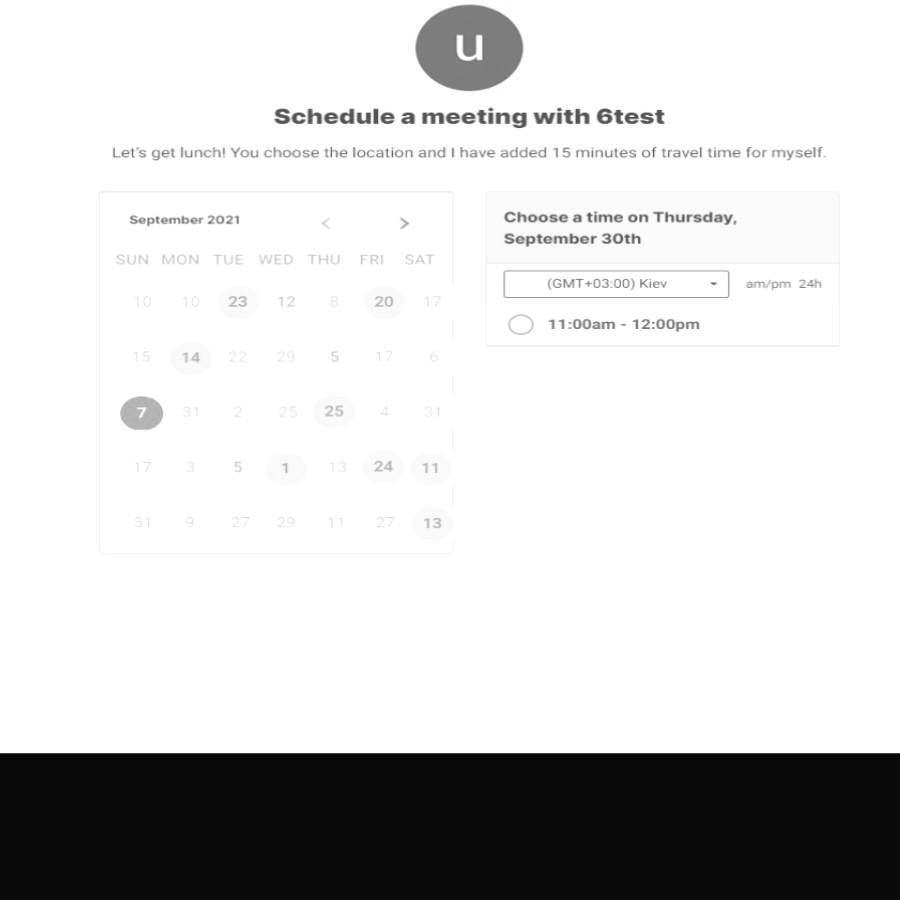 u
Schedule a meeting with 6test
Let's get lunch! You choose the location and I have added 15 minutes of travel time for myself.
September 2021 < >
SUN MON TUE WED THU FRI SAT
10 10 23 12 8 20 17
15 14 22 29 5 17 6
7 31 2 25 25 4 31
17 3 5 1 13 24 11
31 9 27 29 11 27 13
Choose a time on Thursday,
September 30th
(GMT+03:00) Kiev am/pm 24h
11:00am - 12:00pm